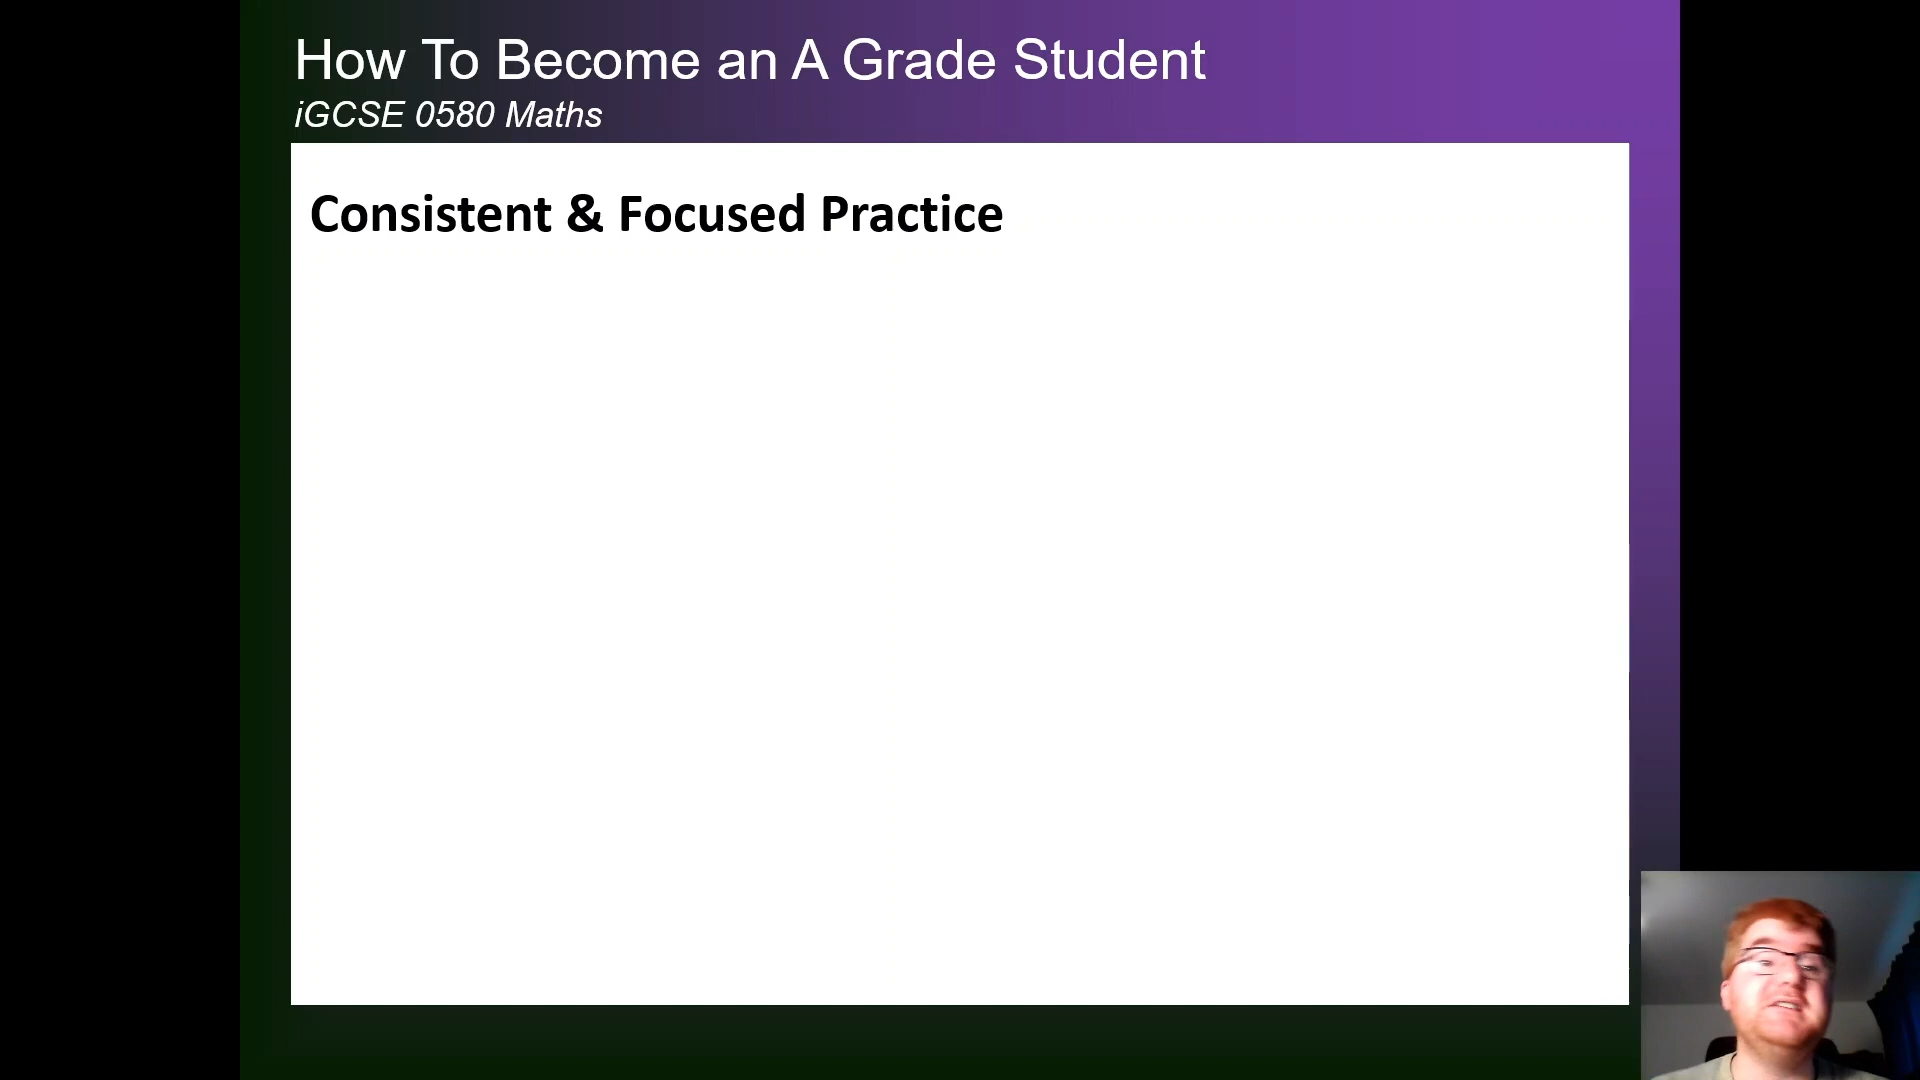 How To Become an A Grade Student
iGCSE 0580 Maths
Consistent & Focused Practice